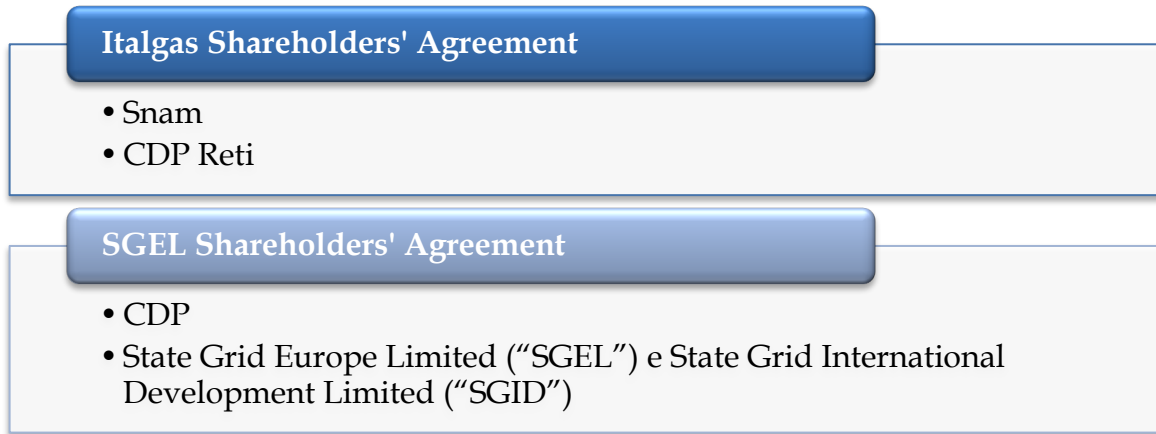 Italgas Shareholders' Agreement
• Snam
• CDP Reti
SGEL Shareholders' Agreement
• CDP
• State Grid Europe Limited (“SGEL”) e State Grid International
Development Limited (“SGID”)